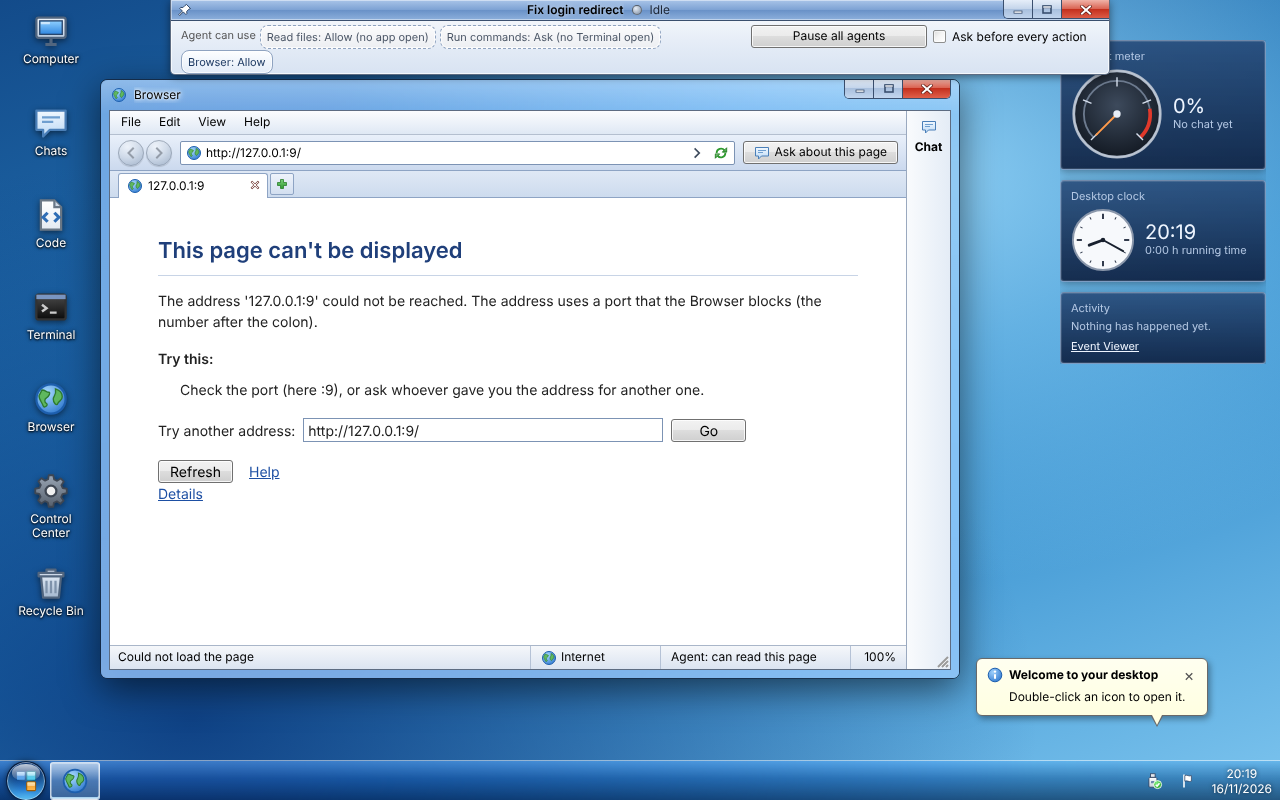 Fix login redirect Idle
Agent can use Read files: Allow (no app open) Run commands: Ask (no Terminal open)
Browser: Allow
Pause all agents Ask before every action
Computer
Chats
Code
Terminal
Browser
Control
Center
Recycle Bin
Browser
File Edit View Help
http://127.0.0.1:9/
Ask about this page
127.0.0.1:9
This page can't be displayed
The address '127.0.0.1:9' could not be reached. The address uses a port that the Browser blocks (the
number after the colon).
Try this:
Check the port (here :9), or ask whoever gave you the address for another one.
Try another address: http://127.0.0.1:9/ Go
Refresh Help
Details
Could not load the page Internet Agent: can read this page 100%
Chat
meter
0%
No chat yet
Desktop clock
20:19
0:00 h running time
Activity
Nothing has happened yet.
Event Viewer
Welcome to your desktop
Double-click an icon to open it.
20:19
16/11/2026